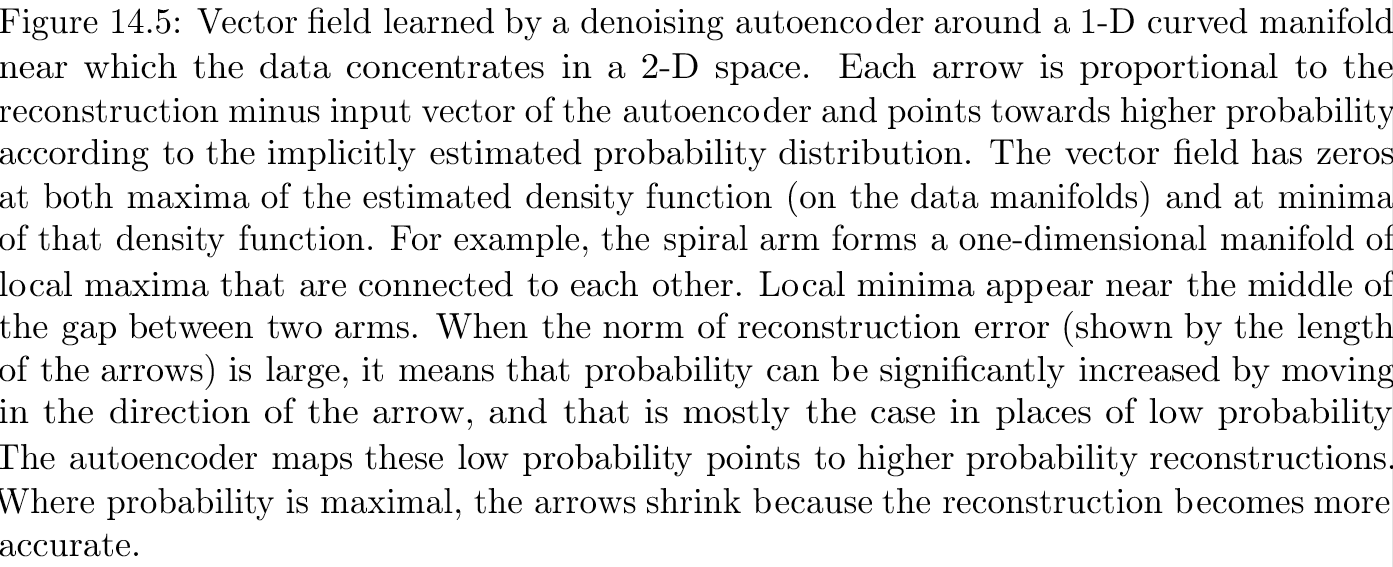 Figure 14.5: Vector field learned by a denoising autoencoder around a 1-D curved manifold
near which the data concentrates in a 2-D space. Each arrow is proportional to the
reconstruction minus input vector of the autoencoder and points towards higher probability
according to the implicitly estimated probability distribution. The vector field has zeros
at both maxima of the estimated density function (on the data manifolds) and at minima
of that density function. For example, the spiral arm forms a one-dimensional manifold of
local maxima that are connected to each other. Local minima appear near the middle of
the gap between two arms. When the norm of reconstruction error (shown by the length
of the arrows) is large, it means that probability can be significantly increased by moving
in the direction of the arrow, and that is mostly the case in places of low probability
The autoencoder maps these low probability points to higher probability reconstructions.
Where probability is maximal, the arrows shrink because the reconstruction becomes more
accurate.